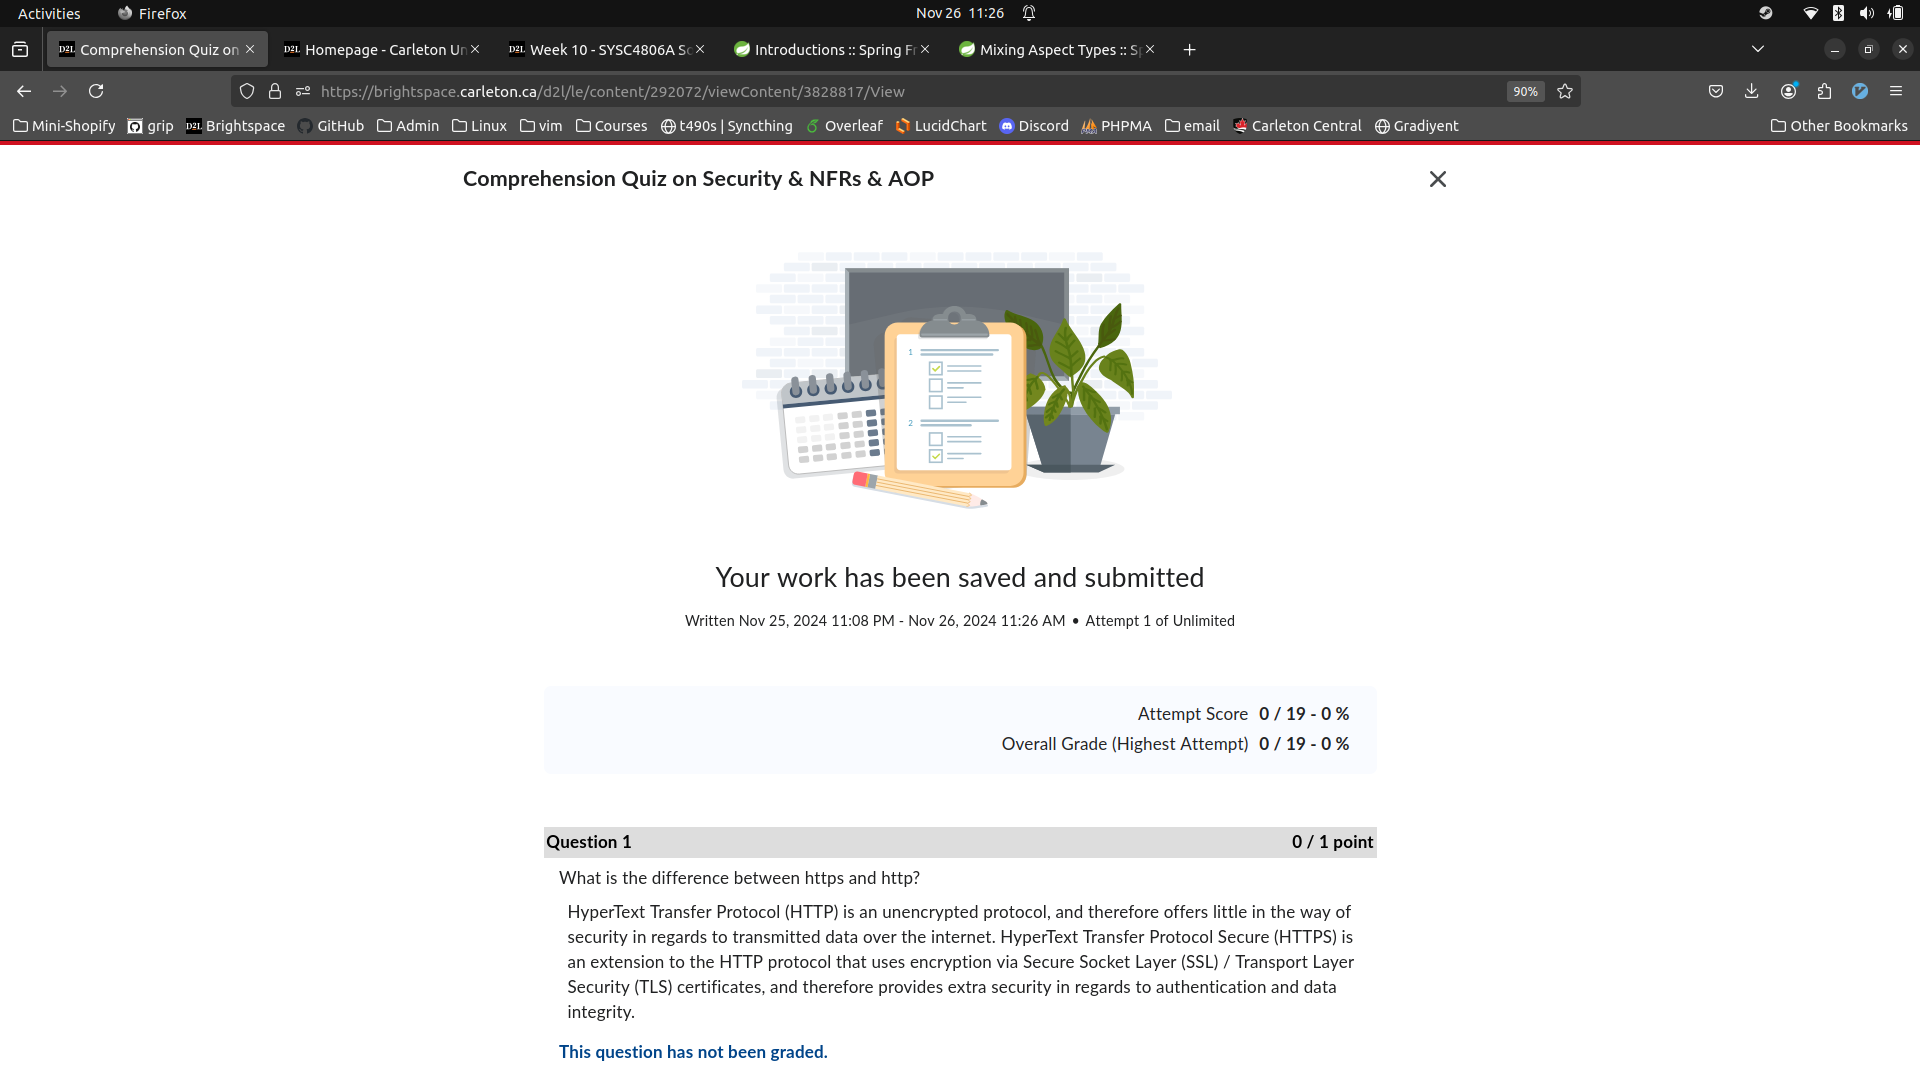 Activities
Firefox
Nov 26 11:26
Comprehension Quiz on
Homepage - Carleton Un
Week 10 - SYSC4806A So
Introductions :: Spring Fr
Mixing Aspect Types :: Sp
https://brightspace.carleton.ca/d2l/le/content/292072/viewContent/3828817/View
90%
Mini-Shopify
grip
Brightspace
GitHub
Admin
Linux
vim
Courses
t490s | Syncthing
Overleaf
LucidChart
Discord
PHPMA
email
Carleton Central
Gradiyent
Other Bookmarks
Comprehension Quiz on Security & NFRs & AOP
1
2
Your work has been saved and submitted
Written Nov 25, 2024 11:08 PM - Nov 26, 2024 11:26 AM • Attempt 1 of Unlimited
Attempt Score 0 / 19 - 0 %
Overall Grade (Highest Attempt) 0 / 19 - 0 %
Question 1
0 / 1 point
What is the difference between https and http?
HyperText Transfer Protocol (HTTP) is an unencrypted protocol, and therefore offers little in the way of
security in regards to transmitted data over the internet. HyperText Transfer Protocol Secure (HTTPS) is
an extension to the HTTP protocol that uses encryption via Secure Socket Layer (SSL) / Transport Layer
Security (TLS) certificates, and therefore provides extra security in regards to authentication and data
integrity.
This question has not been graded.